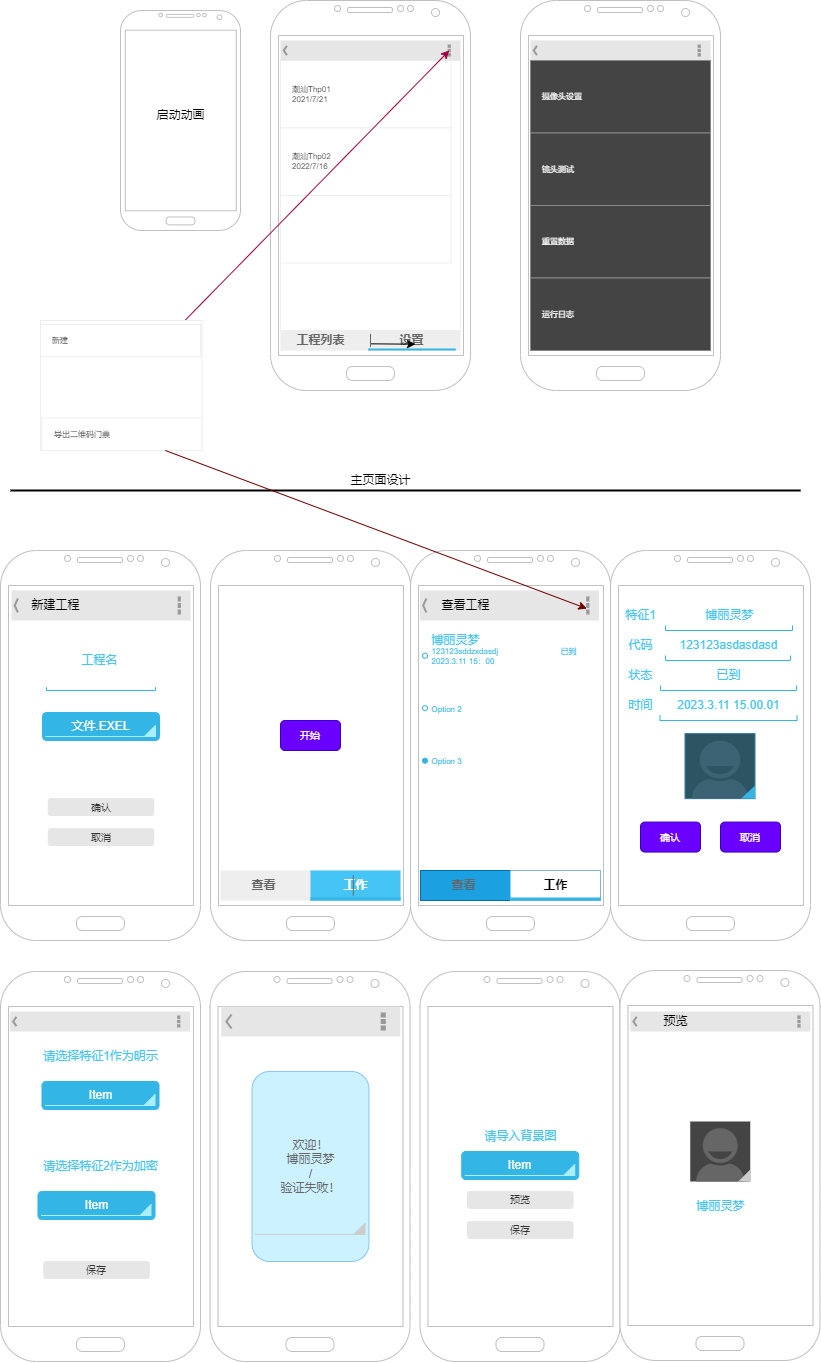 启动动画
潮汕Thp01
2021/7/21
潮汕Thp02
2022/7/16
工程列表
设置
摄像头设置
镜头测试
重置数据
运行日志
新建
导出二维码门票
主页面设计
新建工程
工程名
文件.EXEL
确认
取消
开始
查看
工作
查看工程
博丽灵梦
123123sddzxdasdj
已到
2023.3.11 15：00
Option 2
Option 3
查看
工作
特征1
博丽灵梦
代码
123123asdasdasd
状态
已到
时间
2023.3.11 15.00.01
确认
取消
请选择特征1作为明示
Item
请选择特征2作为加密
Item
保存
欢迎！
博丽灵梦
/
验证失败！
请导入背景图
Item
预览
保存
预览
博丽灵梦